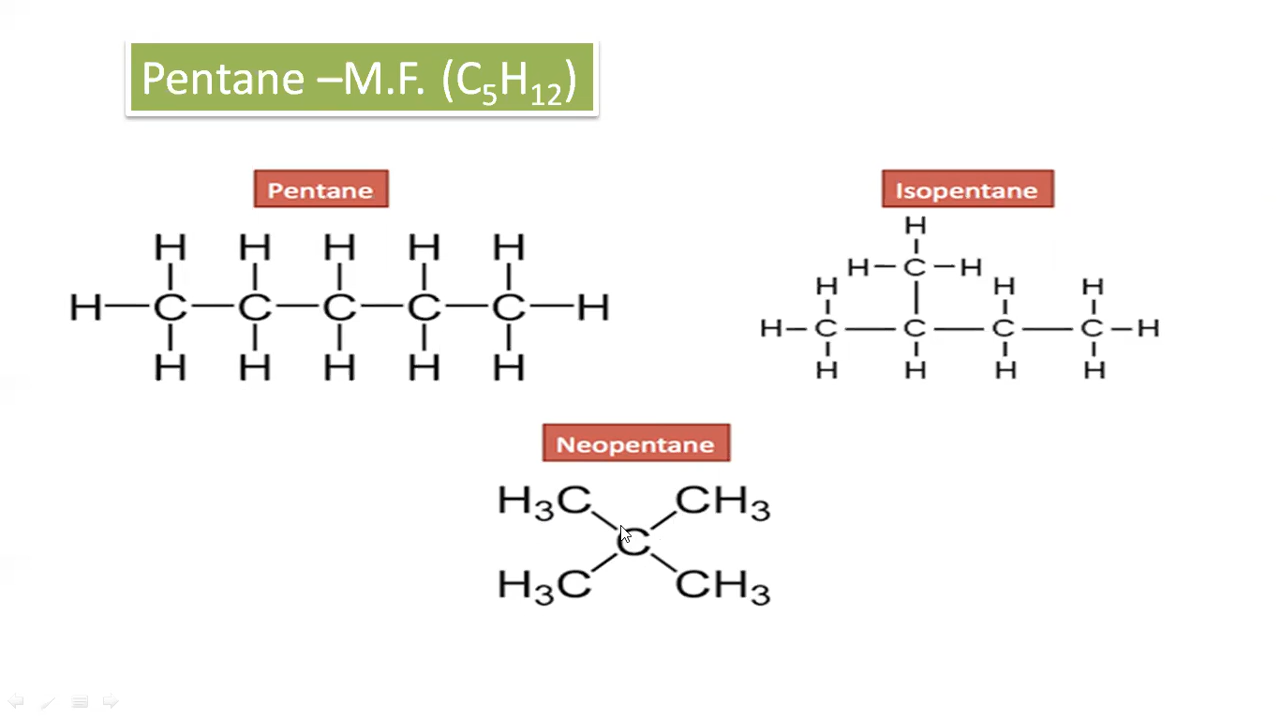 Pentane –M.F. (C₅H₁₂)
Pentane
H H H H H
H—C—C—C—C—C—H
H H H H H
Isopentane
H
H—C—H
H H H
H—C—C—C—C—H
H H H H
Neopentane
H₃C CH₃
C
H₃C CH₃